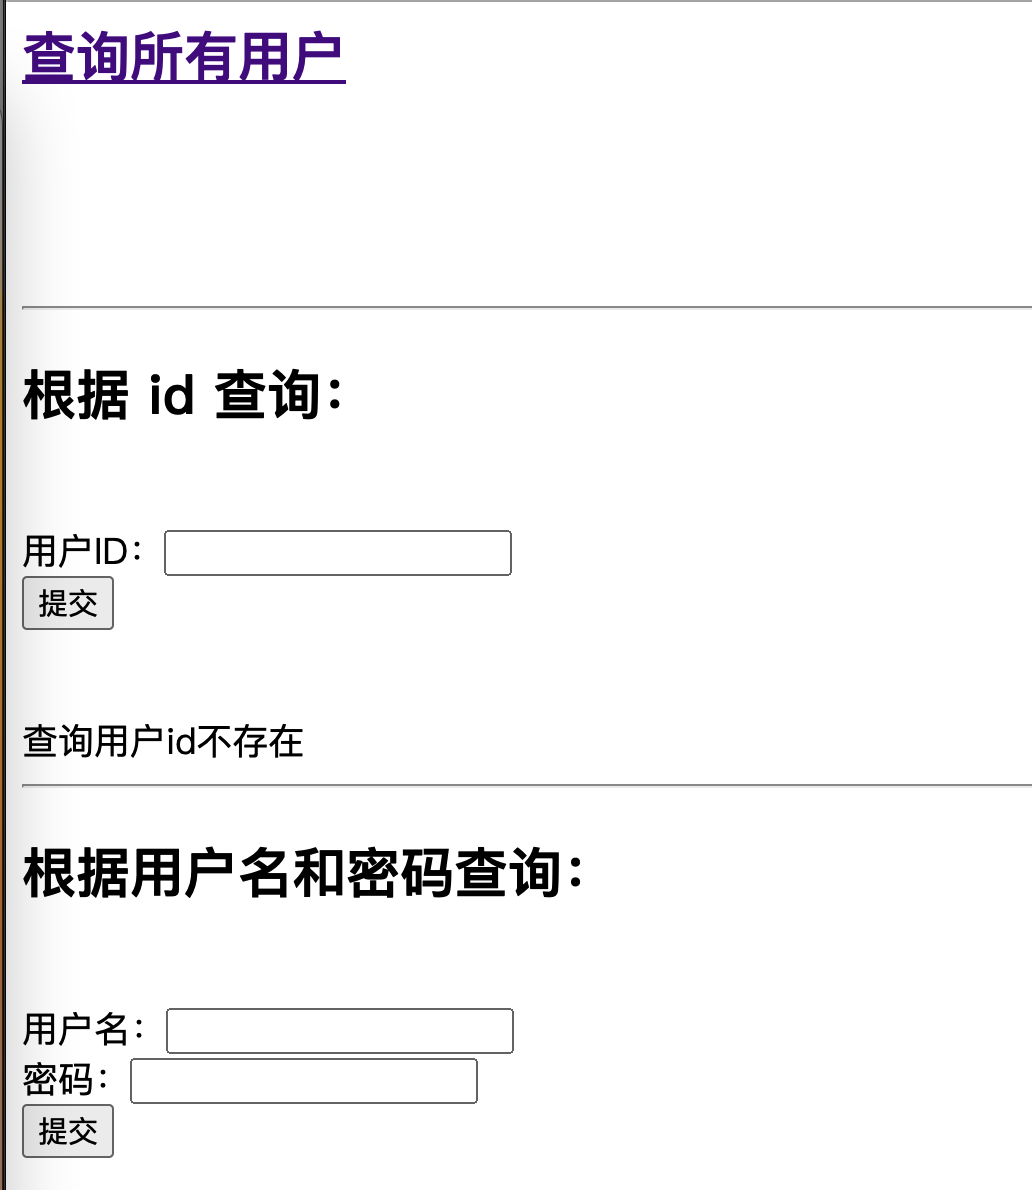 查询所有用户
根据 id 查询：
用户ID：
提交
查询用户id不存在
根据用户名和密码查询：
用户名：
密码：
提交